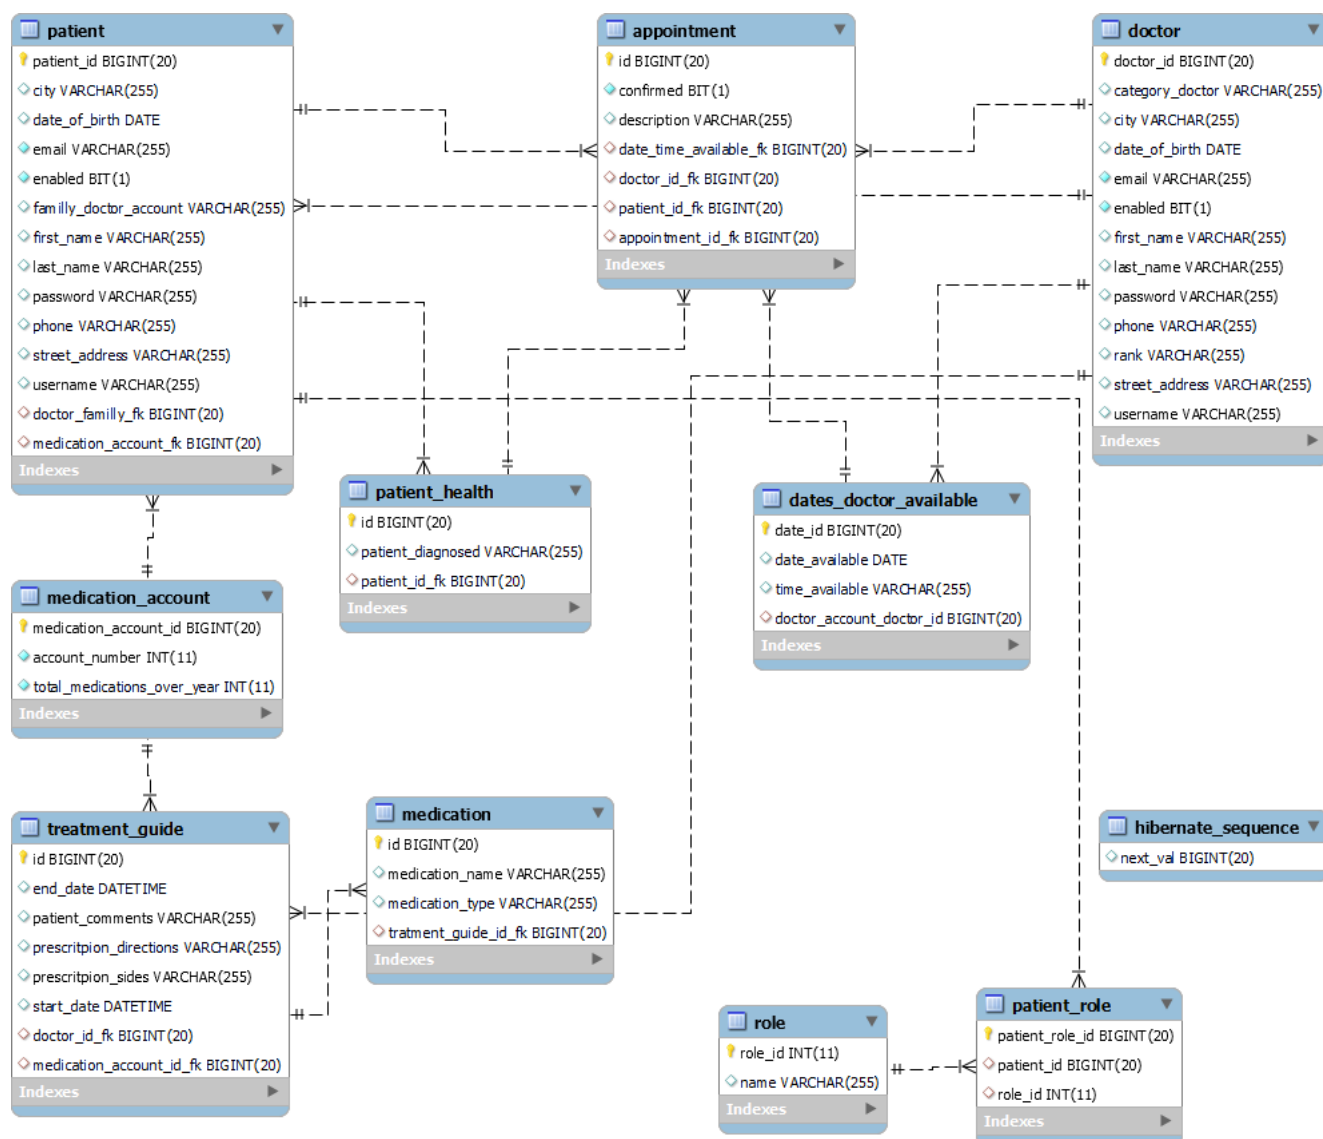 patient
patient_id BIGINT(20)
city VARCHAR(255)
date_of_birth DATE
email VARCHAR(255)
enabled BIT(1)
familly_doctor_account VARCHAR(255)
first_name VARCHAR(255)
last_name VARCHAR(255)
password VARCHAR(255)
phone VARCHAR(255)
street_address VARCHAR(255)
username VARCHAR(255)
doctor_familly_fk BIGINT(20)
medication_account_fk BIGINT(20)
Indexes
appointment
id BIGINT(20)
confirmed BIT(1)
description VARCHAR(255)
date_time_available_fk BIGINT(20)
doctor_id_fk BIGINT(20)
patient_id_fk BIGINT(20)
appointment_id_fk BIGINT(20)
Indexes
doctor
doctor_id BIGINT(20)
category_doctor VARCHAR(255)
city VARCHAR(255)
date_of_birth DATE
email VARCHAR(255)
enabled BIT(1)
first_name VARCHAR(255)
last_name VARCHAR(255)
password VARCHAR(255)
phone VARCHAR(255)
rank VARCHAR(255)
street_address VARCHAR(255)
username VARCHAR(255)
Indexes
patient_health
id BIGINT(20)
patient_diagnosed VARCHAR(255)
patient_id_fk BIGINT(20)
Indexes
dates_doctor_available
date_id BIGINT(20)
date_available DATE
time_available VARCHAR(255)
doctor_account_doctor_id BIGINT(20)
Indexes
medication_account
medication_account_id BIGINT(20)
account_number INT(11)
total_medications_over_year INT(11)
Indexes
treatment_guide
id BIGINT(20)
end_date DATETIME
patient_comments VARCHAR(255)
prescritpion_directions VARCHAR(255)
prescritpion_sides VARCHAR(255)
start_date DATETIME
doctor_id_fk BIGINT(20)
medication_account_id_fk BIGINT(20)
Indexes
medication
id BIGINT(20)
medication_name VARCHAR(255)
medication_type VARCHAR(255)
tratment_guide_id_fk BIGINT(20)
Indexes
hibernate_sequence
next_val BIGINT(20)
role
role_id INT(11)
name VARCHAR(255)
Indexes
patient_role
patient_role_id BIGINT(20)
patient_id BIGINT(20)
role_id INT(11)
Indexes